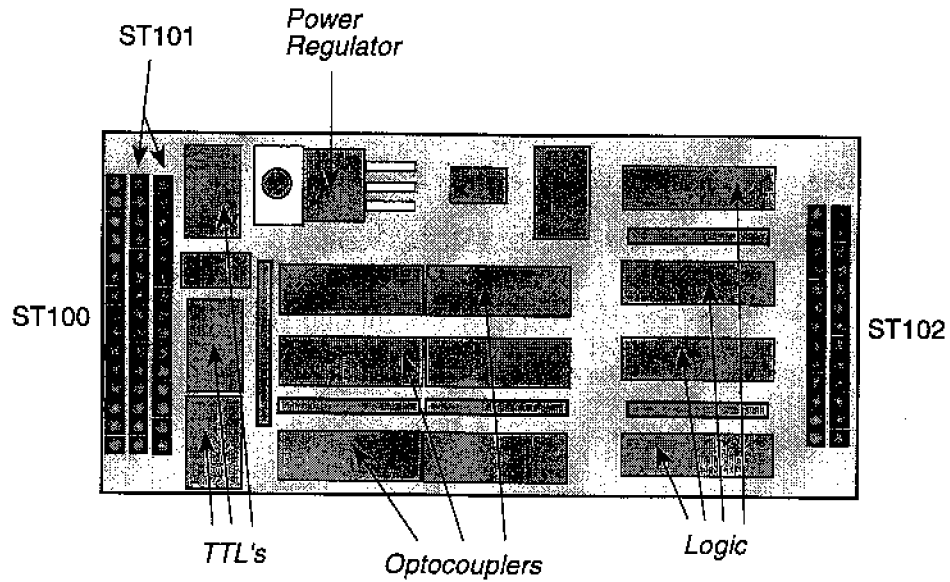 Power
Regulator
ST101
ST100
ST102
TTL's
Optocouplers
Logic